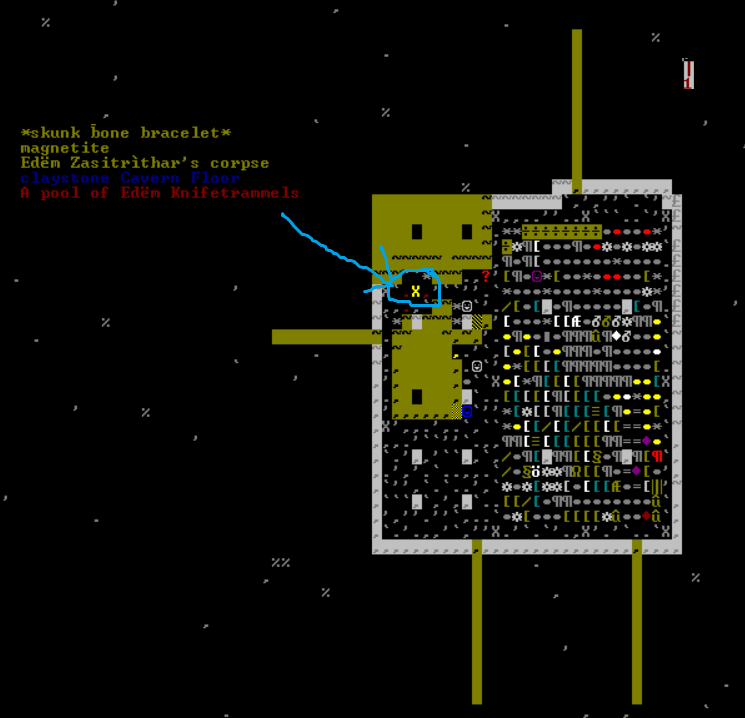 *skunk bone bracelet*
magnetite
Edëm Zasitrìthar's corpse
claystone Cavern Floor
A pool of Edëm Knifetrammels